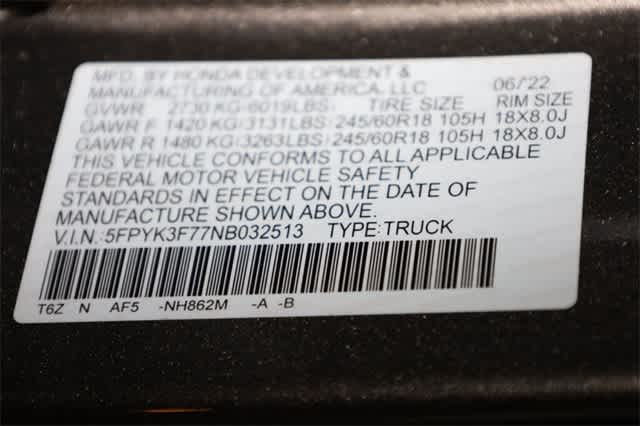 MFD. BY HONDA DEVELOPMENT &
MANUFACTURING OF AMERICA, LLC 06/22
GVWR 2730 KG(6019LBS) TIRE SIZE RIM SIZE
GAWR F 1420 KG(3131LBS) 245/60R18 105H 18X8.0J
GAWR R 1480 KG(3263LBS) 245/60R18 105H 18X8.0J
THIS VEHICLE CONFORMS TO ALL APPLICABLE
FEDERAL MOTOR VEHICLE SAFETY
STANDARDS IN EFFECT ON THE DATE OF
MANUFACTURE SHOWN ABOVE.
V.I.N.:5FPYK3F77NB032513 TYPE:TRUCK
T6Z N AF5 -NH862M -A -B